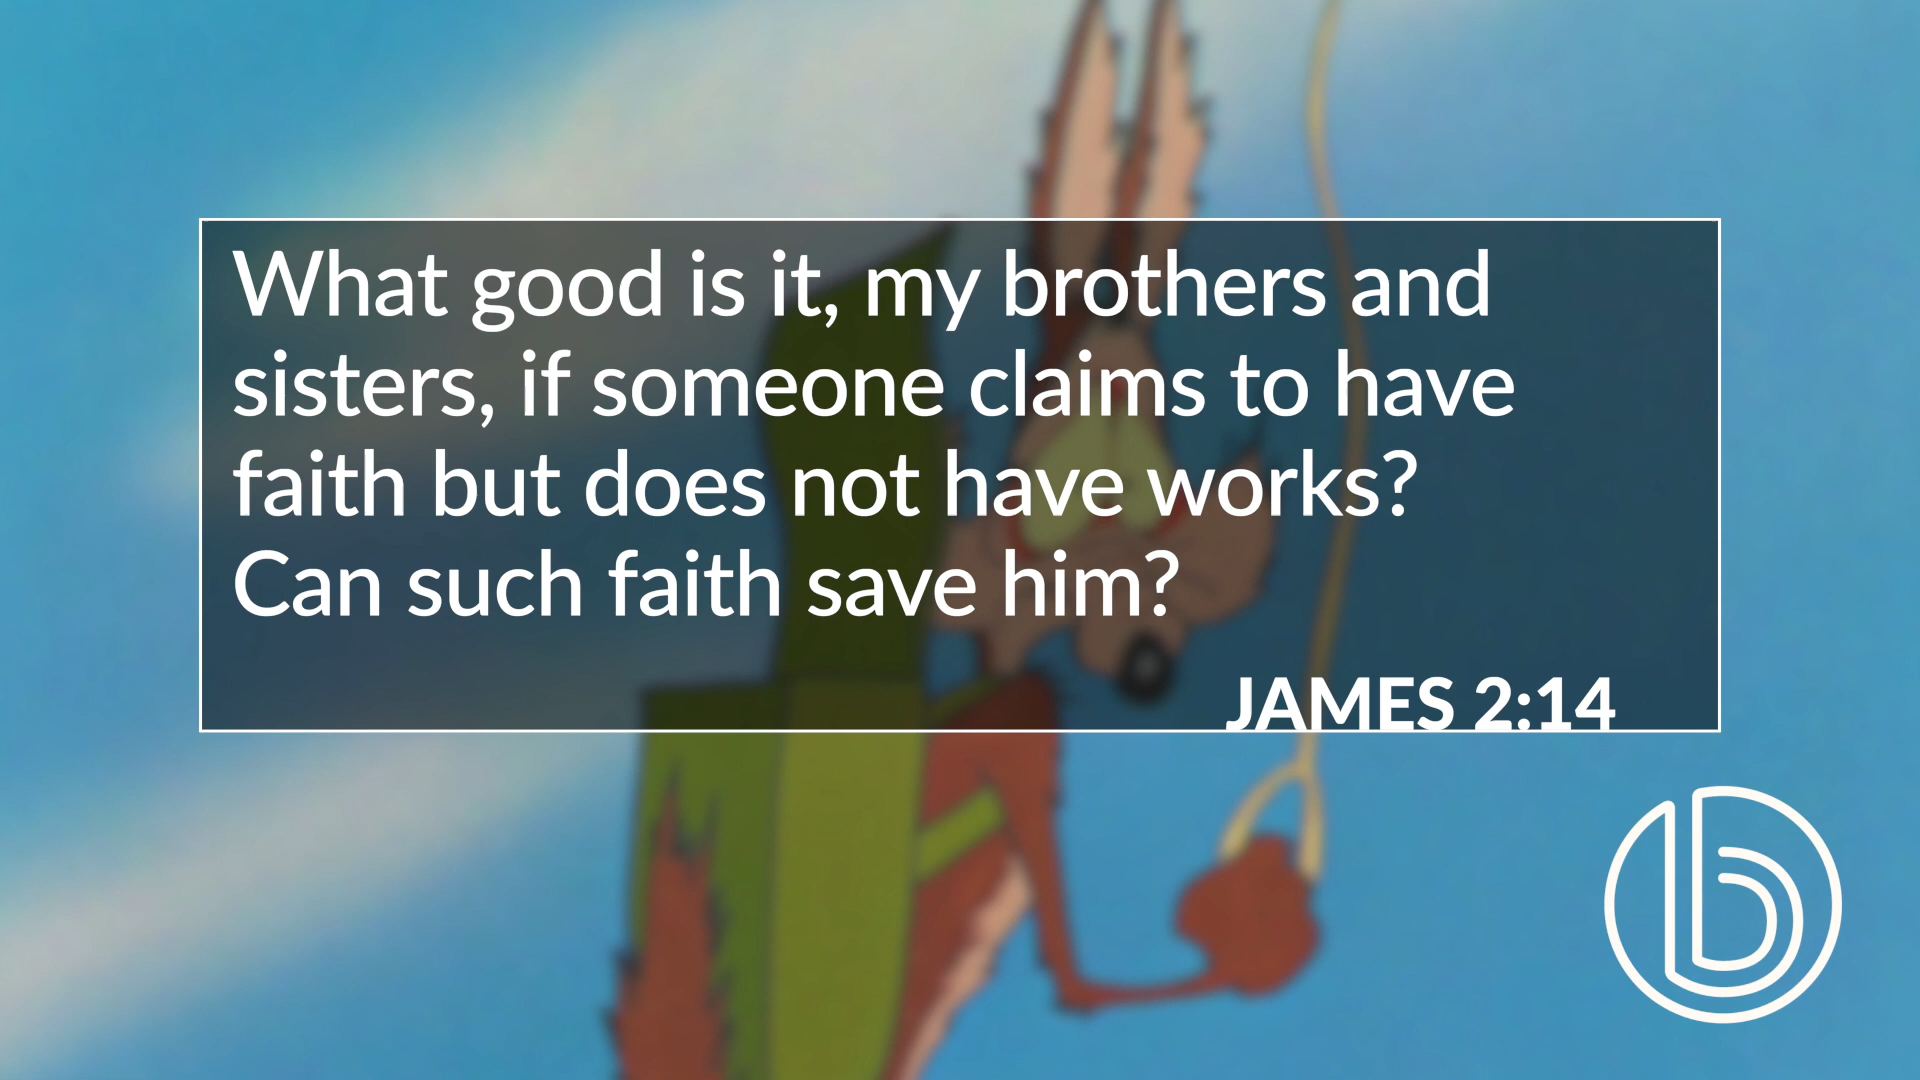 What good is it, my brothers and
sisters, if someone claims to have
faith but does not have works?
Can such faith save him?
JAMES 2:14